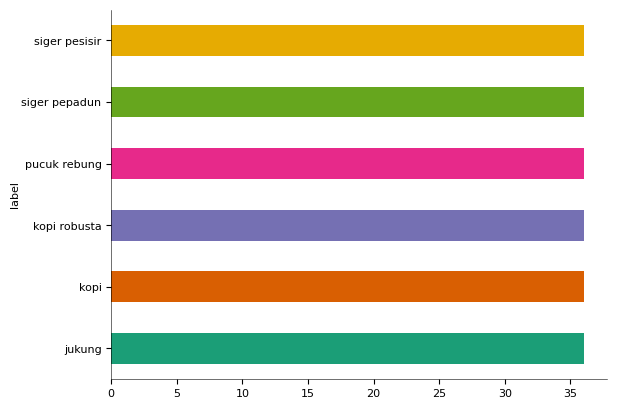 siger pesisir
siger pepadun
pucuk rebung
label
kopi robusta
kopi
jukung
0 5 10 15 20 25 30 35